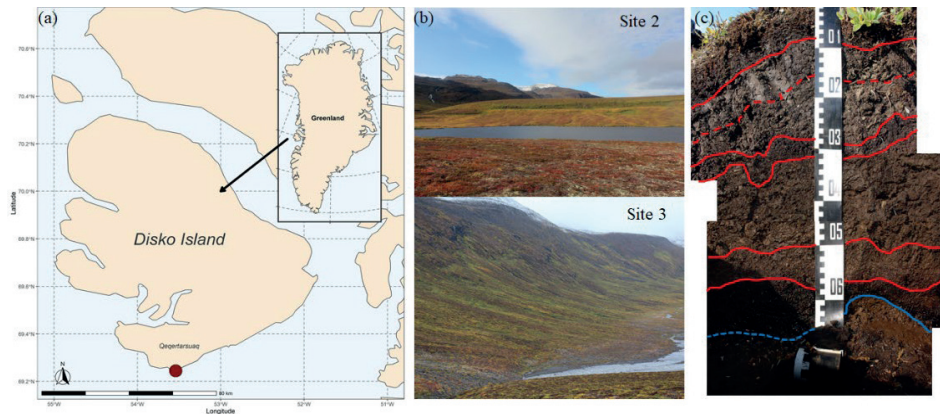 (a)
Greenland
70.6°N
70.4°N
70.2°N
70.0°N
69.8°N
69.6°N
69.4°N
69.2°N
Latitude
Disko Island
Qeqertarsuaq
N
40 km
55°W
54°W
53°W
52°W
51°W
Longitude
(b)
Site 2
Site 3
(c)
01
02
03
04
05
06